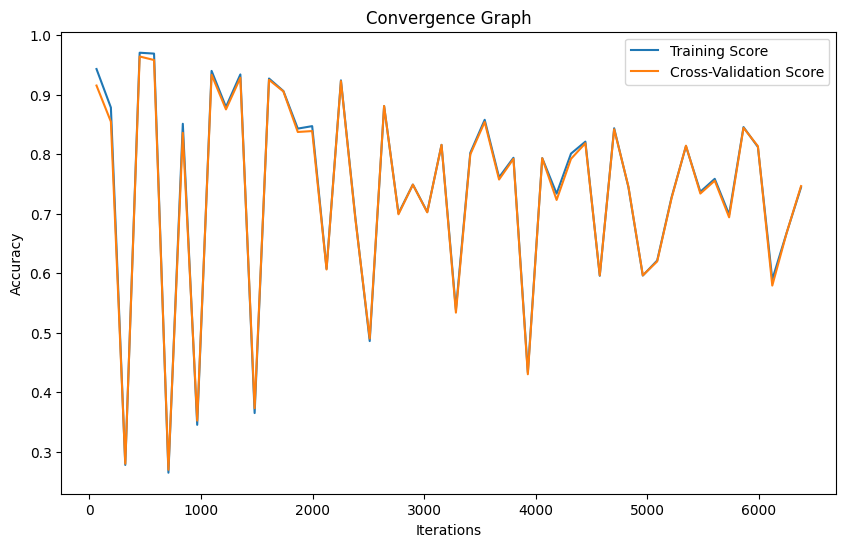 Convergence Graph
Training Score
Cross-Validation Score
Accuracy
1.0
0.9
0.8
0.7
0.6
0.5
0.4
0.3
0 1000 2000 3000 4000 5000 6000
Iterations